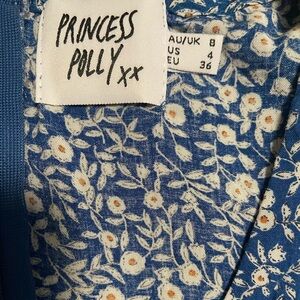 PRINCESS
POLLY xx
AU/UK 8
US 4
EU 36